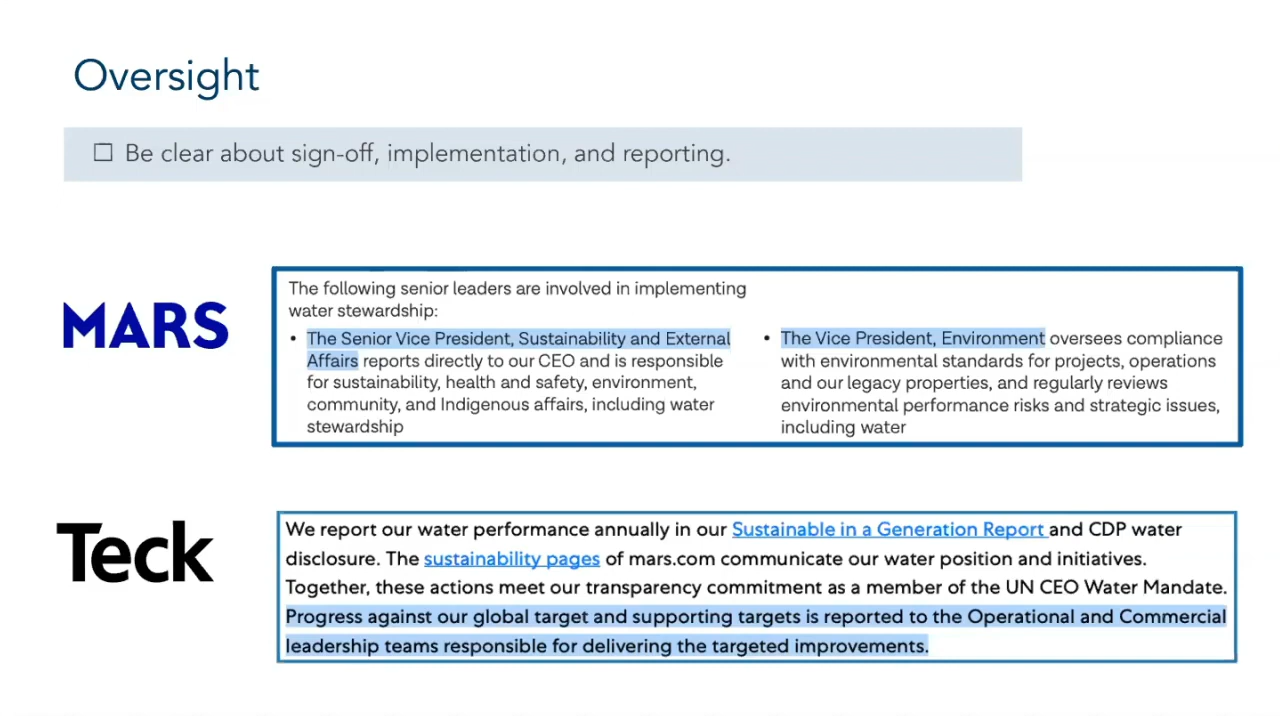 Oversight
☐ Be clear about sign-off, implementation, and reporting.
MARS
The following senior leaders are involved in implementing
water stewardship:
• The Senior Vice President, Sustainability and External
Affairs reports directly to our CEO and is responsible
for sustainability, health and safety, environment,
community, and Indigenous affairs, including water
stewardship
• The Vice President, Environment oversees compliance
with environmental standards for projects, operations
and our legacy properties, and regularly reviews
environmental performance risks and strategic issues,
including water
Teck
We report our water performance annually in our Sustainable in a Generation Report and CDP water
disclosure. The sustainability pages of mars.com communicate our water position and initiatives.
Together, these actions meet our transparency commitment as a member of the UN CEO Water Mandate.
Progress against our global target and supporting targets is reported to the Operational and Commercial
leadership teams responsible for delivering the targeted improvements.